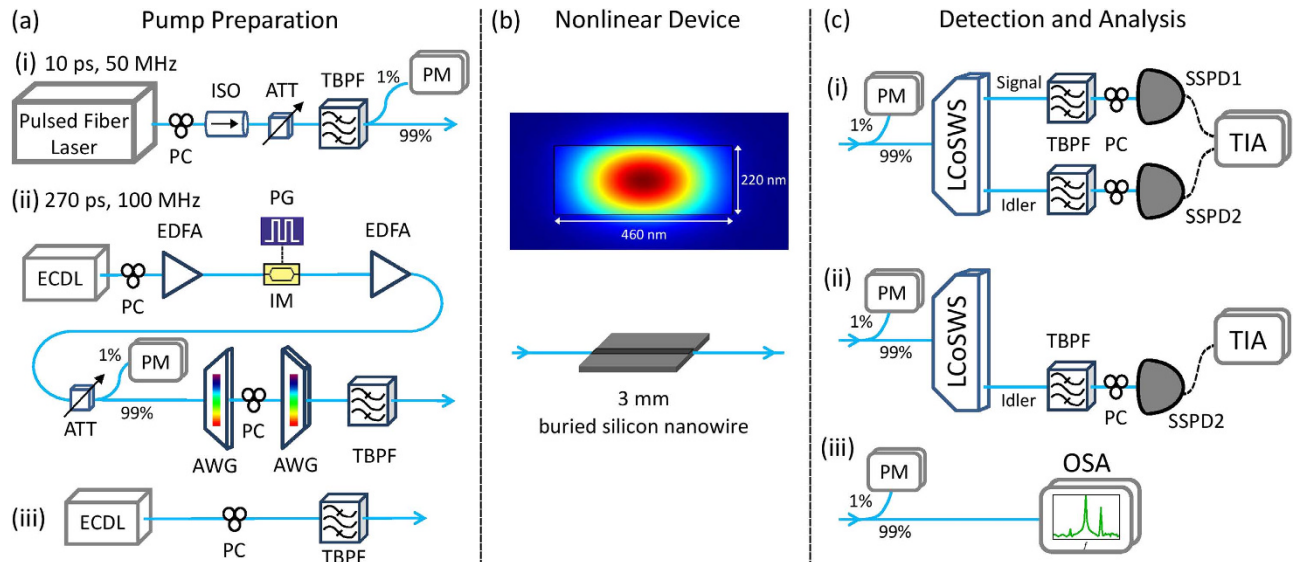 (a) Pump Preparation
(i) 10 ps, 50 MHz
Pulsed Fiber
Laser
PC
ISO
ATT
TBPF
1%
PM
99%
(ii) 270 ps, 100 MHz
ECDL
PC
EDFA
PG
IM
EDFA
ATT
1%
PM
99%
AWG
PC
AWG
TBPF
(iii)
ECDL
PC
TBPF
(b) Nonlinear Device
220 nm
460 nm
3 mm
buried silicon nanowire
(c) Detection and Analysis
(i)
PM
1%
99%
LCoSWS
Signal
TBPF
PC
SSPD1
TIA
Idler
SSPD2
(ii)
PM
1%
99%
LCoSWS
Idler
TBPF
PC
SSPD2
TIA
(iii)
PM
1%
99%
OSA
f